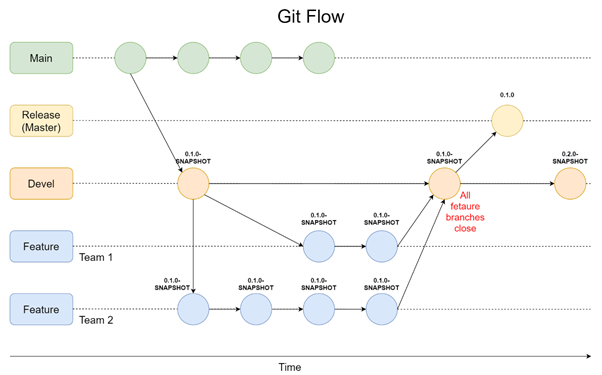 Git Flow
Main
Release
(Master)
0.1.0
0.1.0-
SNAPSHOT
0.1.0-
SNAPSHOT
0.2.0-
SNAPSHOT
Devel
All
fetaure
branches
close
0.1.0-
SNAPSHOT
0.1.0-
SNAPSHOT
Feature
Team 1
0.1.0-
SNAPSHOT
0.1.0-
SNAPSHOT
0.1.0-
SNAPSHOT
0.1.0-
SNAPSHOT
Feature
Team 2
Time